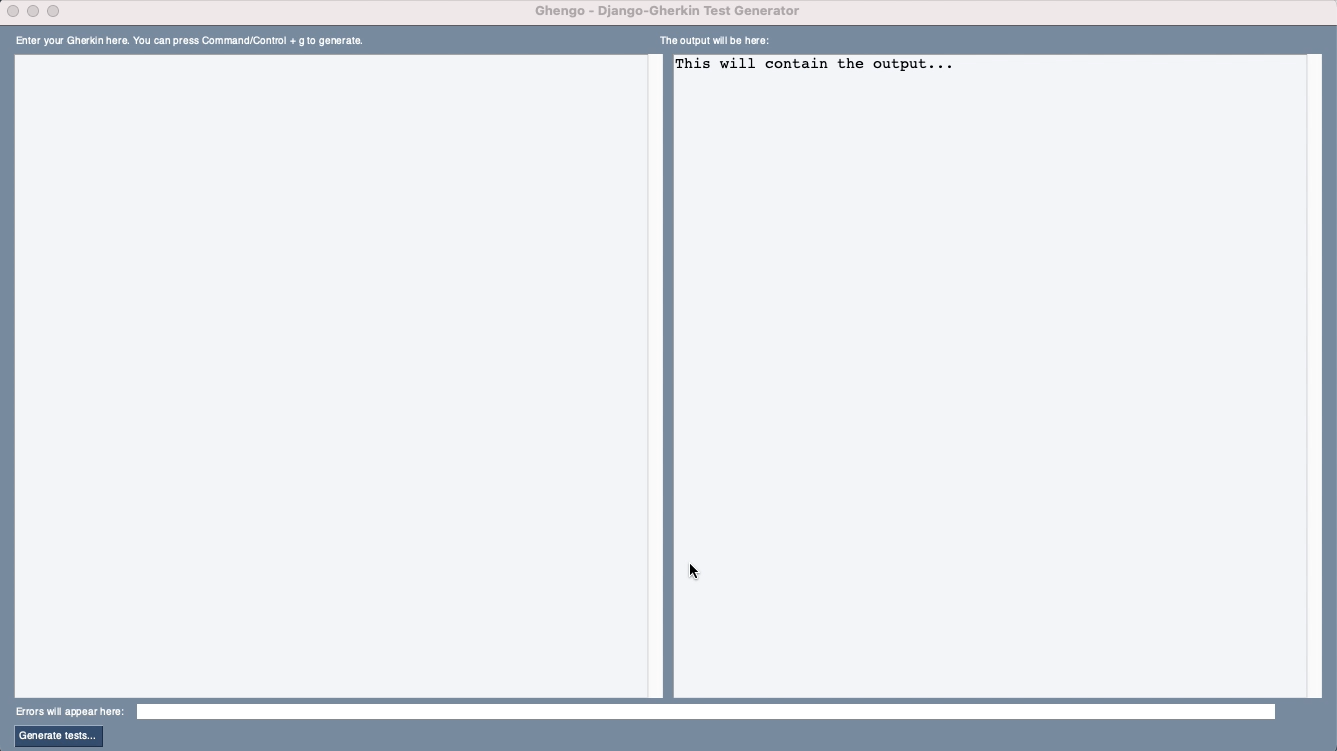 Ghengo - Django-Gherkin Test Generator
Enter your Gherkin here. You can press Command/Control + g to generate.
The output will be here:
This will contain the output...
Errors will appear here:
Generate tests...